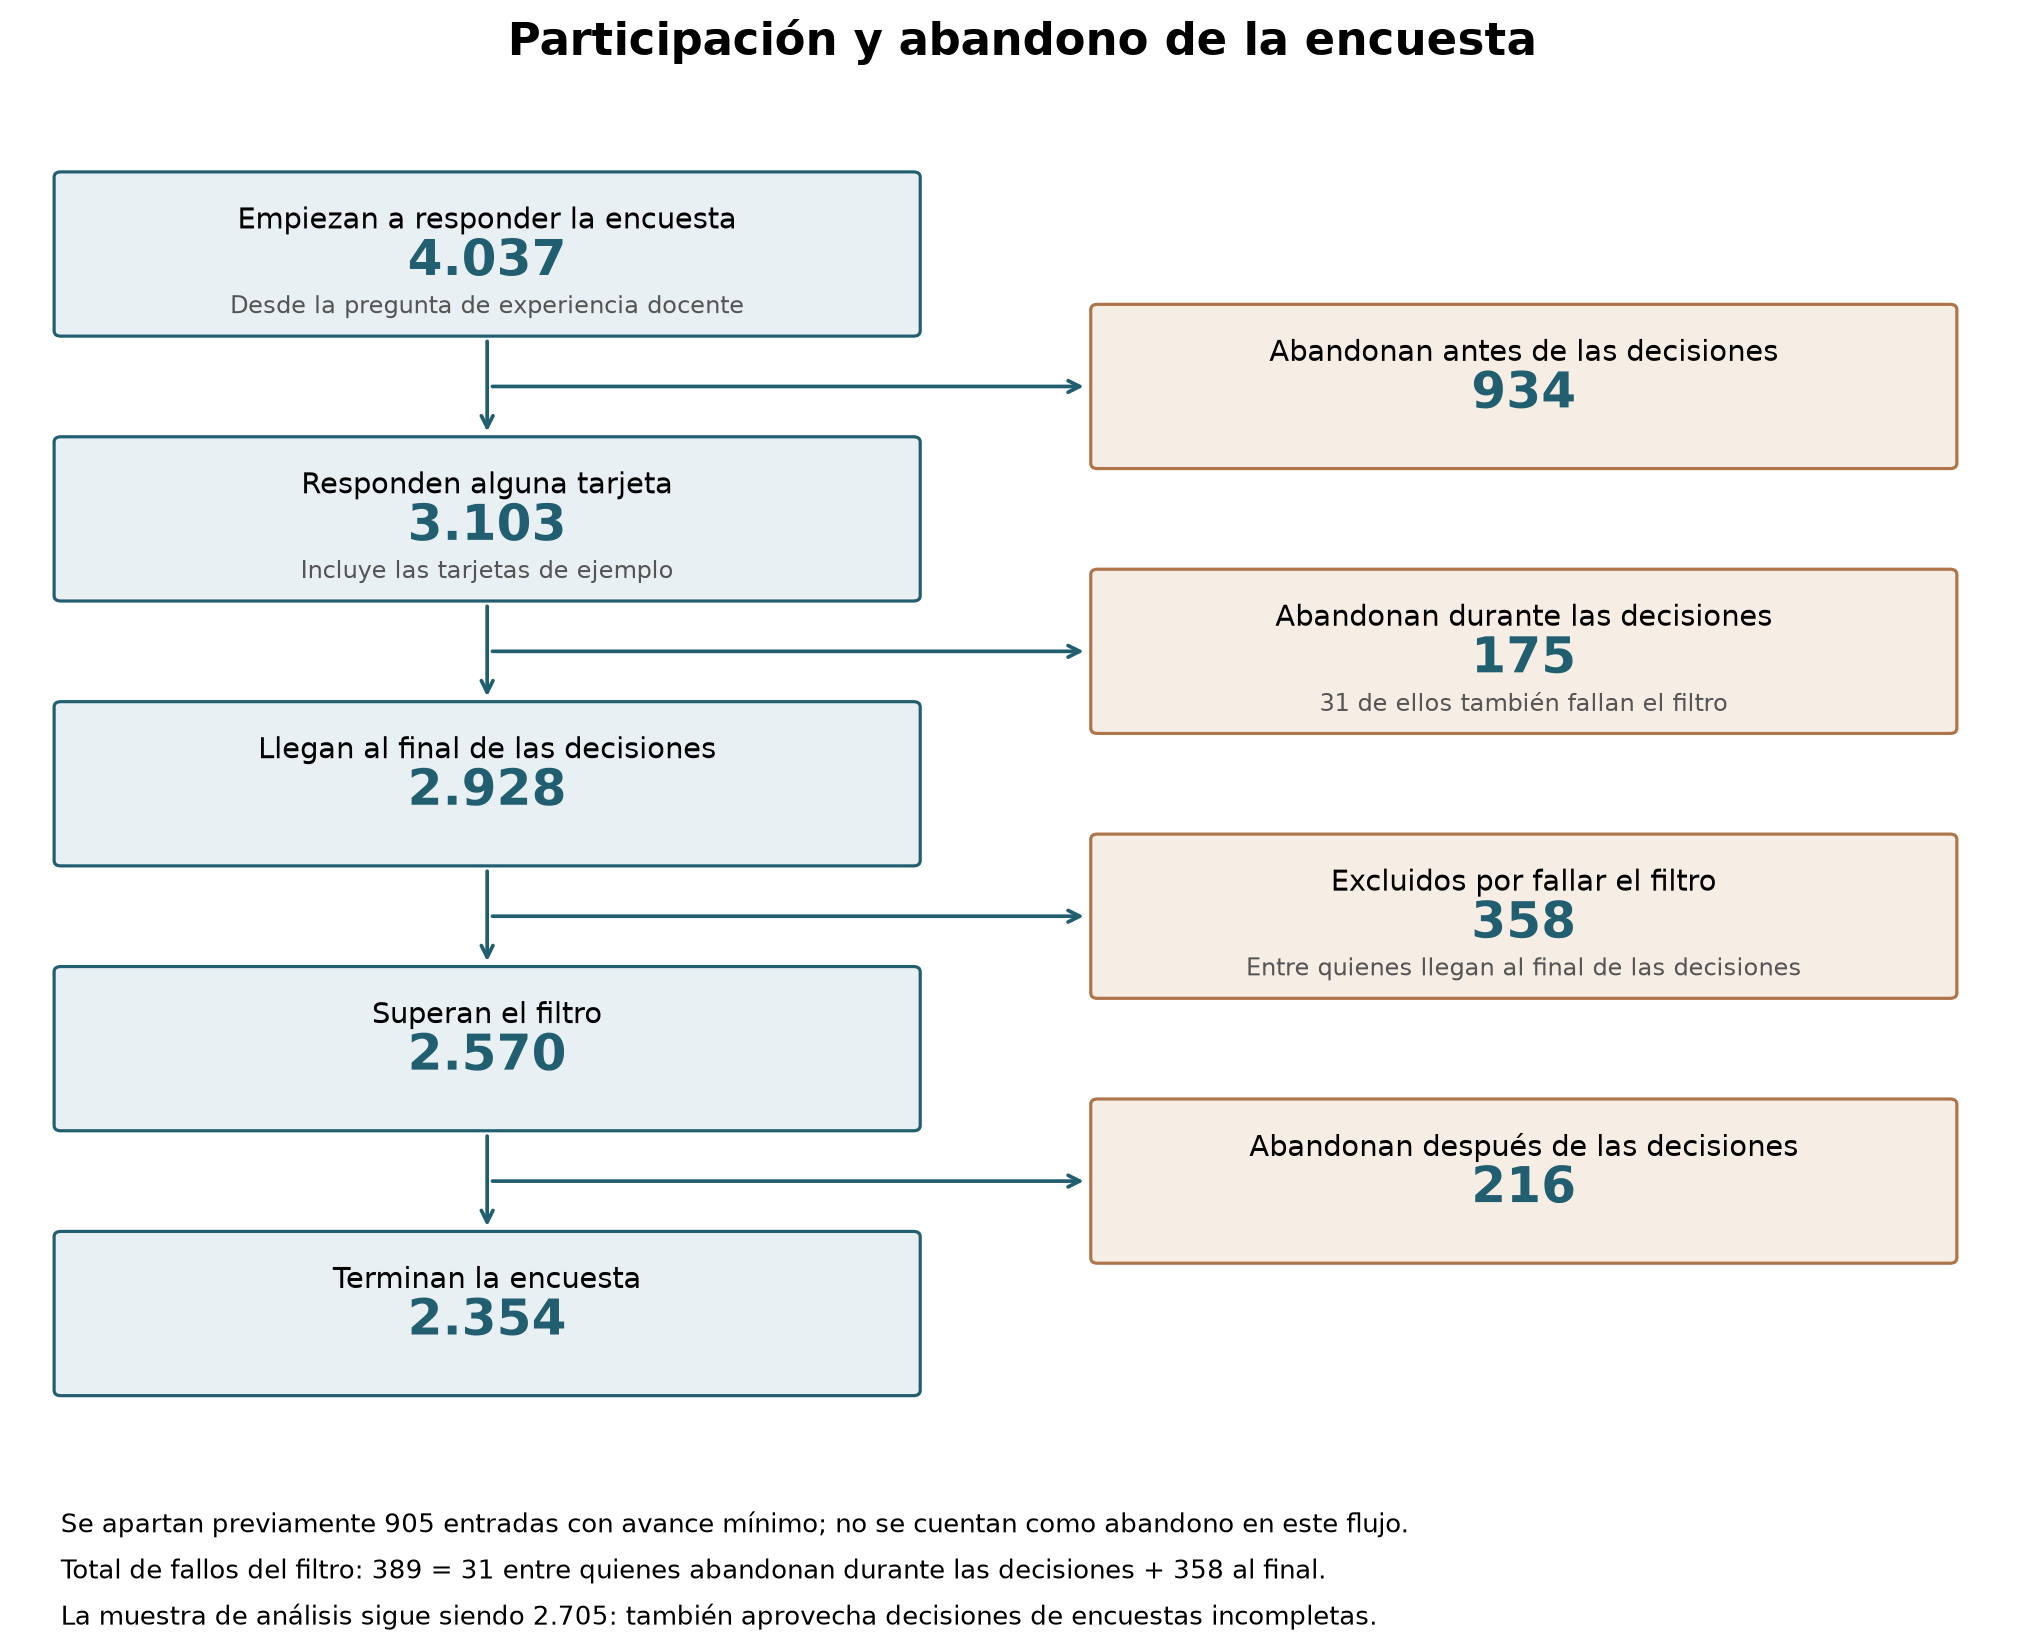 Participación y abandono de la encuesta
Empiezan a responder la encuesta
4.037
Desde la pregunta de experiencia docente
Abandonan antes de las decisiones
934
Responden alguna tarjeta
3.103
Incluye las tarjetas de ejemplo
Abandonan durante las decisiones
175
31 de ellos también fallan el filtro
Llegan al final de las decisiones
2.928
Excluidos por fallar el filtro
358
Entre quienes llegan al final de las decisiones
Superan el filtro
2.570
Abandonan después de las decisiones
216
Terminan la encuesta
2.354
Se apartan previamente 905 entradas con avance mínimo; no se cuentan como abandono en este flujo.
Total de fallos del filtro: 389 = 31 entre quienes abandonan durante las decisiones + 358 al final.
La muestra de análisis sigue siendo 2.705: también aprovecha decisiones de encuestas incompletas.